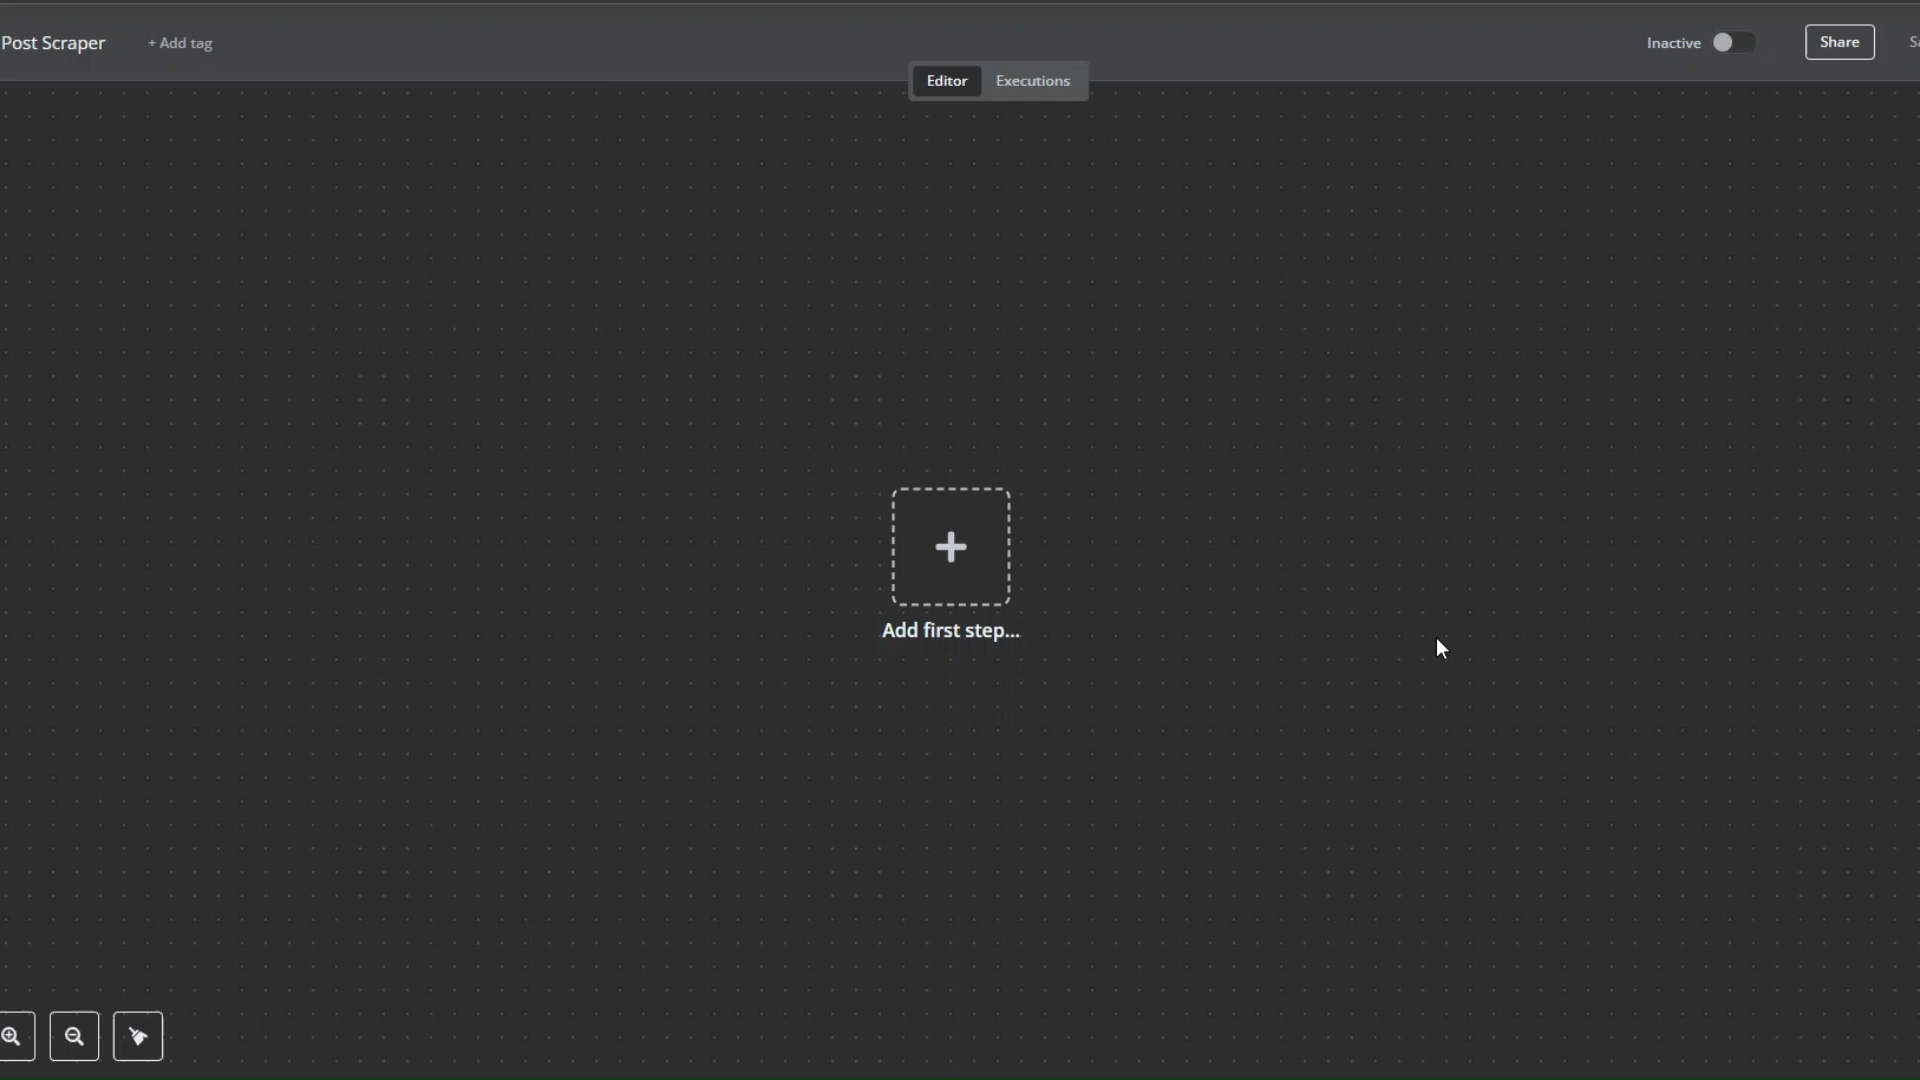 Post Scraper
+ Add tag
Inactive
Share
Editor
Executions
Add first step...